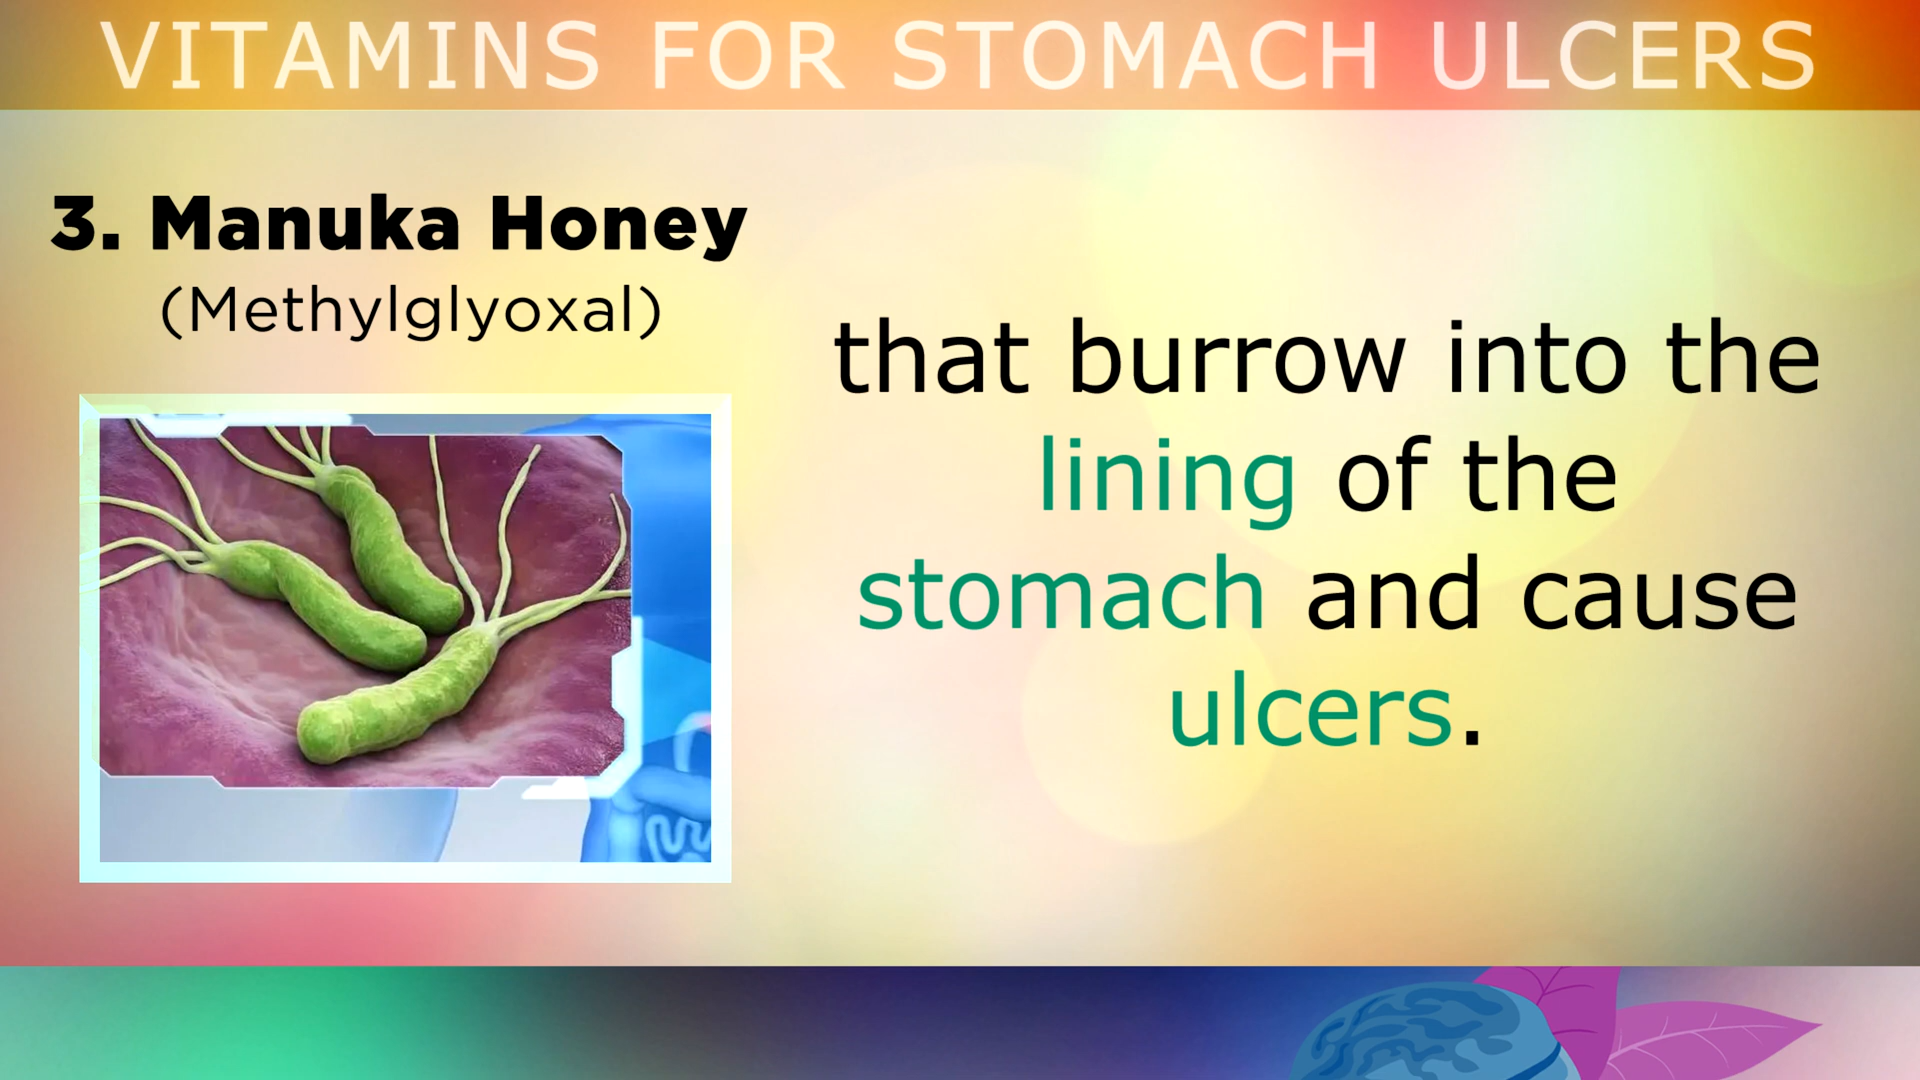 VITAMINS FOR STOMACH ULCERS
3. Manuka Honey
(Methylglyoxal)
that burrow into the
lining of the
stomach and cause
ulcers.